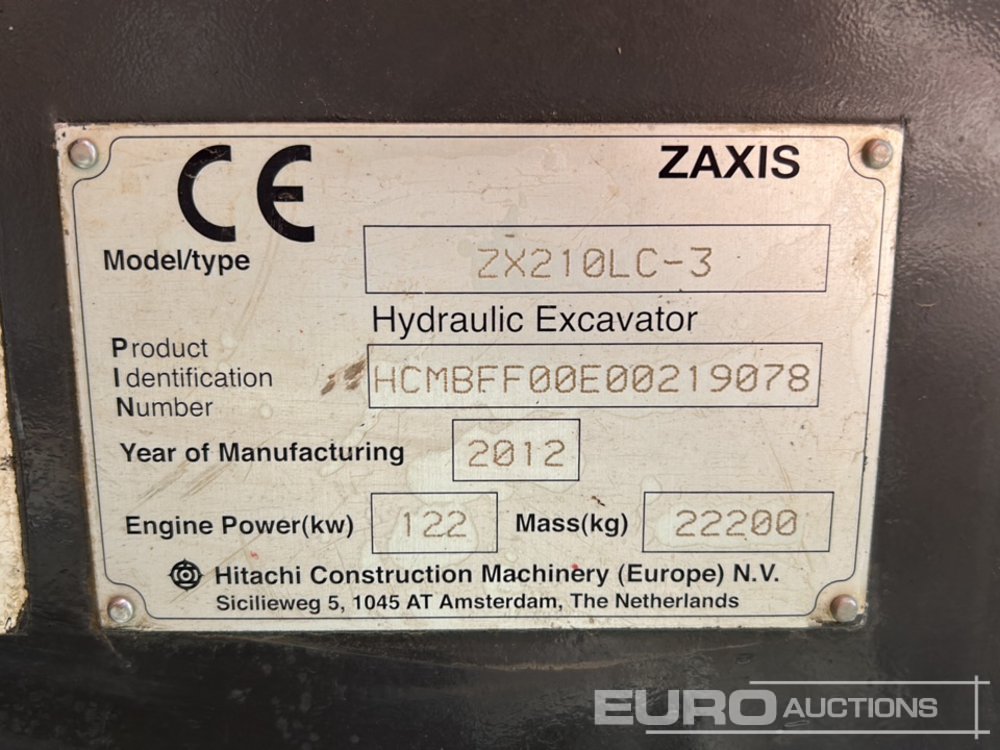 CE ZAXIS
Model/type ZX210LC-3
Hydraulic Excavator
Product
Identification
Number
HCMBFF00E00219078
Year of Manufacturing 2012
Engine Power(kw) 122 Mass(kg) 22200
Hitachi Construction Machinery (Europe) N.V.
Sicilieweg 5, 1045 AT Amsterdam, The Netherlands
EURO AUCTIONS